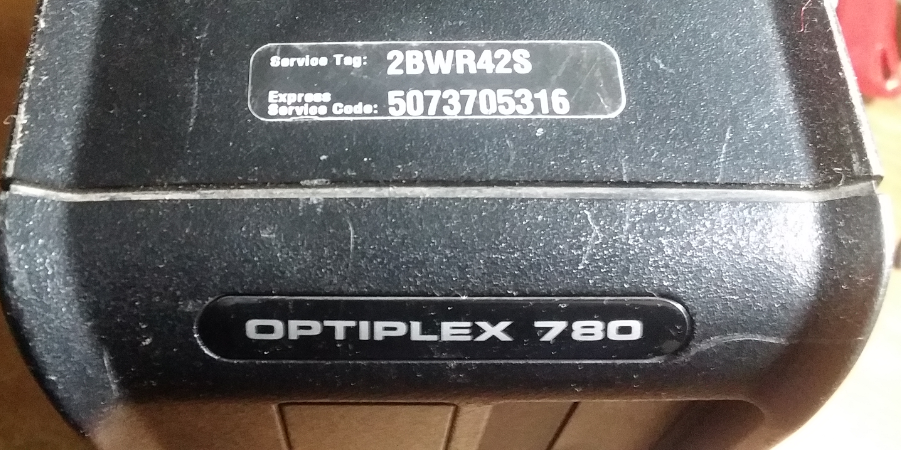 Service Tag: 2BWR42S
Express
Service Code: 5073705316
OPTIPLEX 780